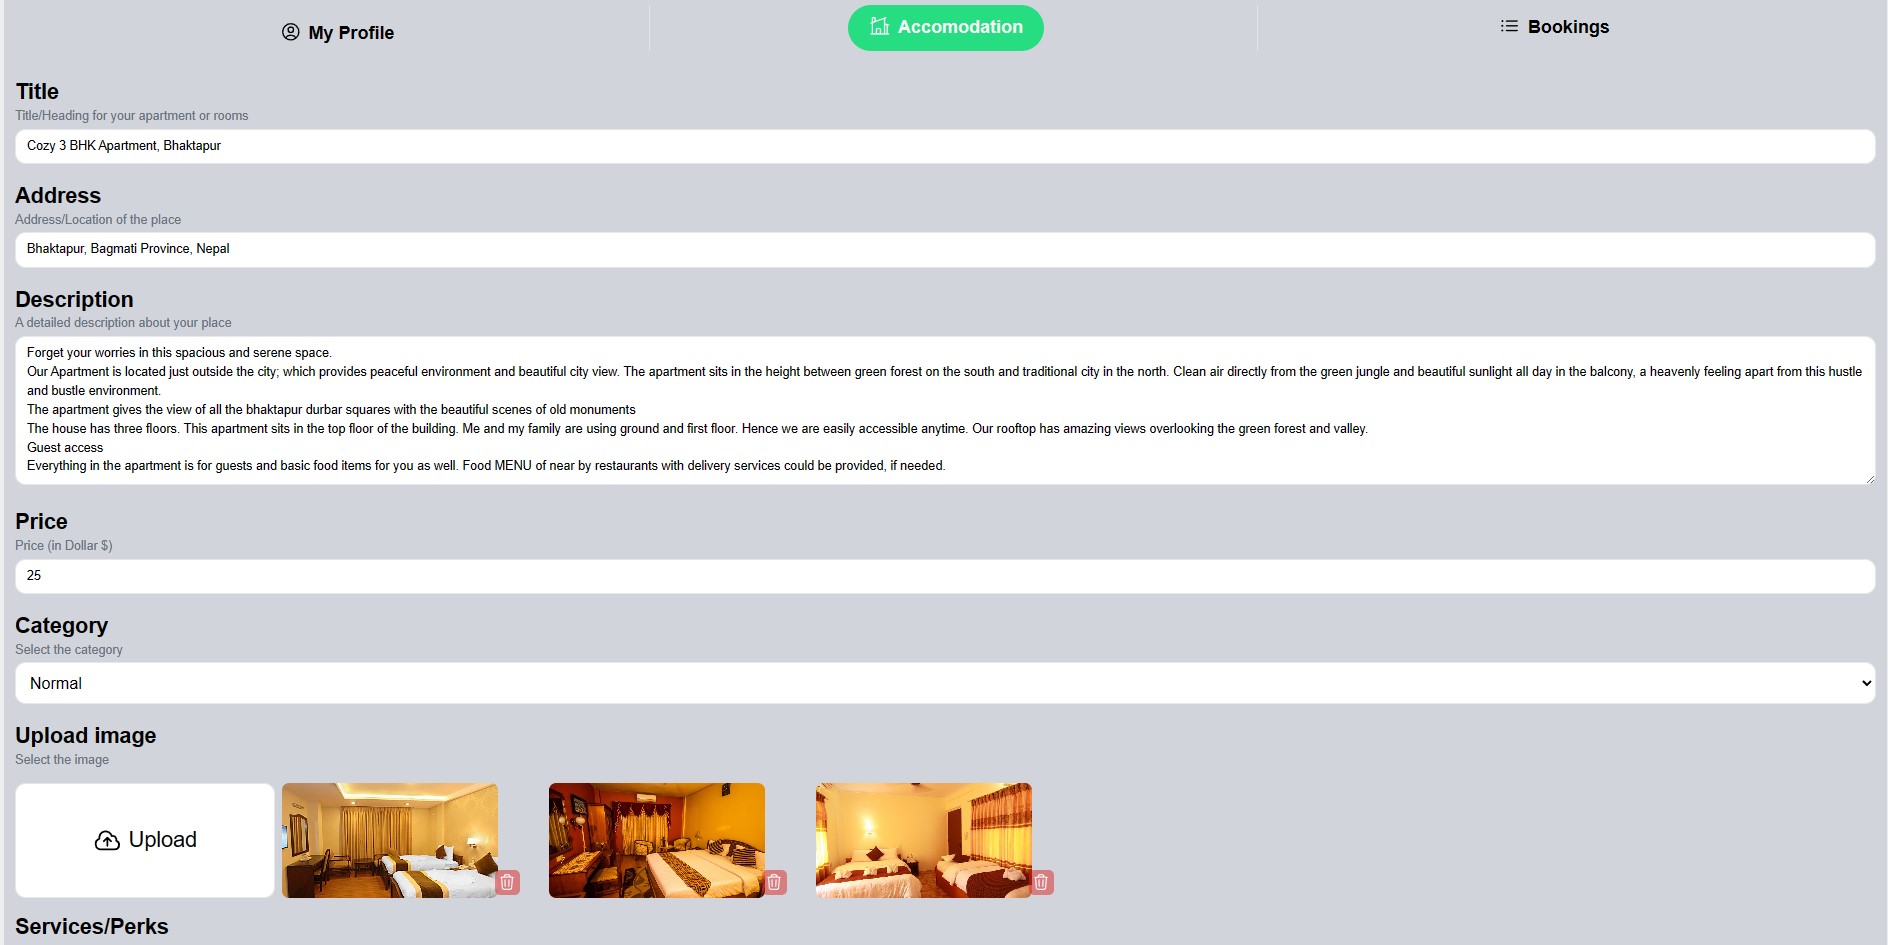 My Profile
Accomodation
Bookings
Title
Title/Heading for your apartment or rooms
Cozy 3 BHK Apartment, Bhaktapur
Address
Address/Location of the place
Bhaktapur, Bagmati Province, Nepal
Description
A detailed description about your place
Forget your worries in this spacious and serene space.
Our Apartment is located just outside the city; which provides peaceful environment and beautiful city view. The apartment sits in the height between green forest on the south and traditional city in the north. Clean air directly from the green jungle and beautiful sunlight all day in the balcony, a heavenly feeling apart from this hustle
and bustle environment.
The apartment gives the view of all the bhaktapur durbar squares with the beautiful scenes of old monuments
The house has three floors. This apartment sits in the top floor of the building. Me and my family are using ground and first floor. Hence we are easily accessible anytime. Our rooftop has amazing views overlooking the green forest and valley.
Guest access
Everything in the apartment is for guests and basic food items for you as well. Food MENU of near by restaurants with delivery services could be provided, if needed.
Price
Price (in Dollar $)
25
Category
Select the category
Normal
Upload image
Select the image
Upload
Services/Perks